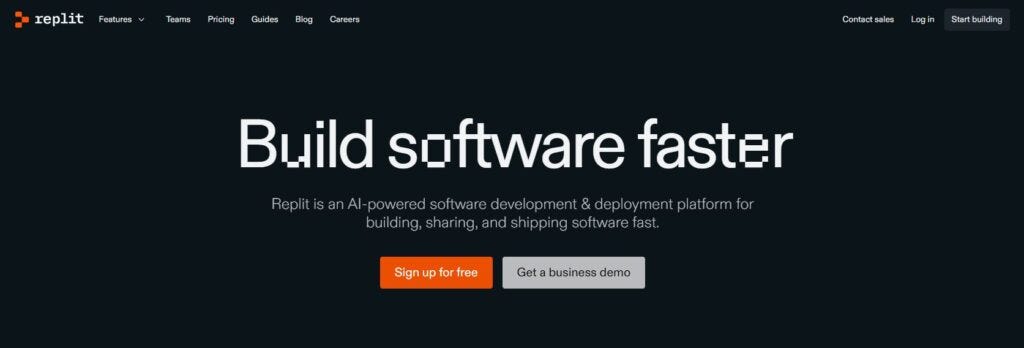 replit Features Teams Pricing Guides Blog Careers Contact sales Log in Start building
Build software faster
Replit is an AI-powered software development & deployment platform for
building, sharing, and shipping software fast.
Sign up for free Get a business demo